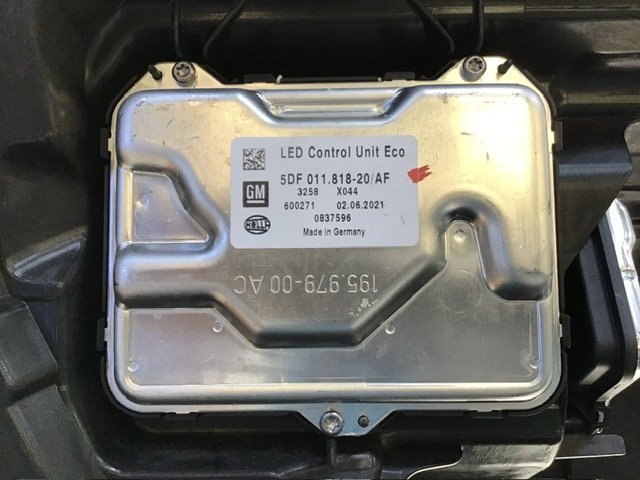 LED Control Unit Eco
5DF 011.818-20/AF
GM
3258 X044
600271 02.06.2021
HELLA
0837596
Made in Germany
195.979-00 AC